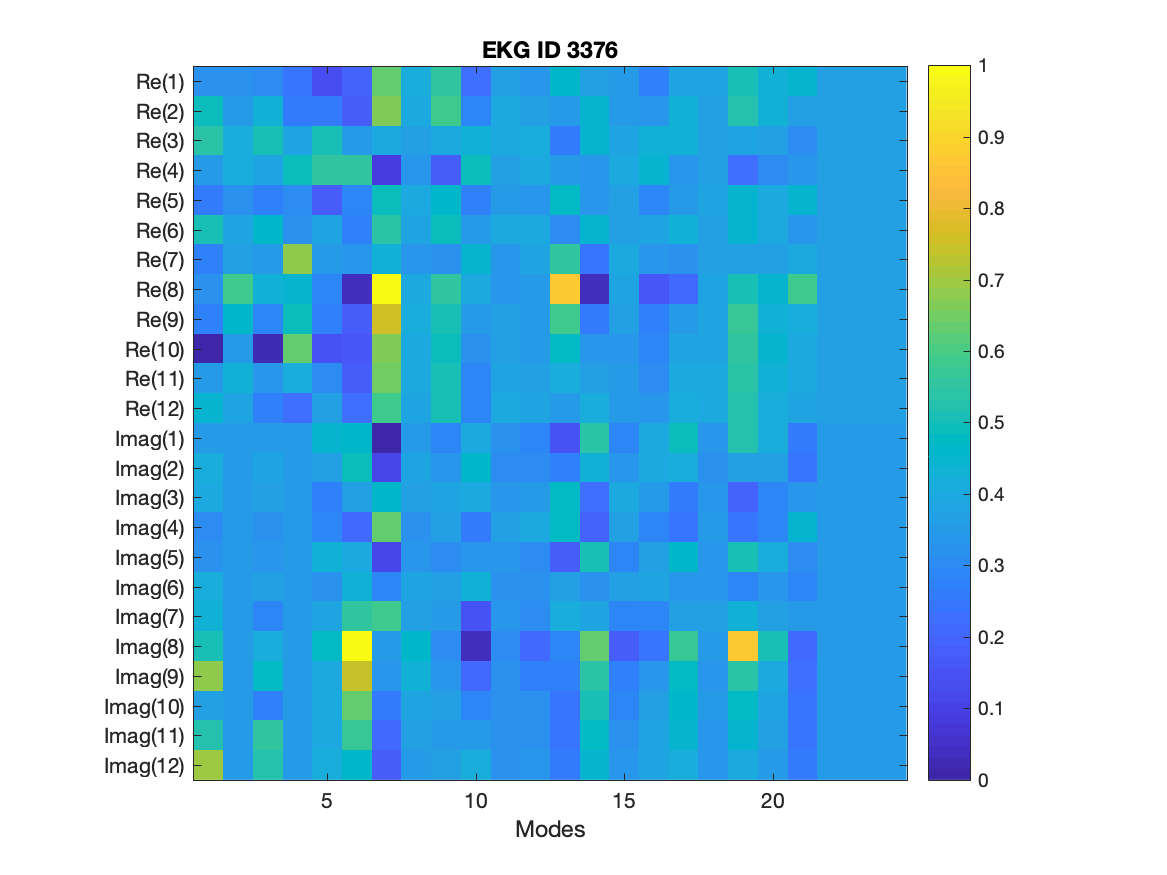 EKG ID 3376
Re(1)
Re(2)
Re(3)
Re(4)
Re(5)
Re(6)
Re(7)
Re(8)
Re(9)
Re(10)
Re(11)
Re(12)
Imag(1)
Imag(2)
Imag(3)
Imag(4)
Imag(5)
Imag(6)
Imag(7)
Imag(8)
Imag(9)
Imag(10)
Imag(11)
Imag(12)
5 10 15 20
Modes
1
0.9
0.8
0.7
0.6
0.5
0.4
0.3
0.2
0.1
0